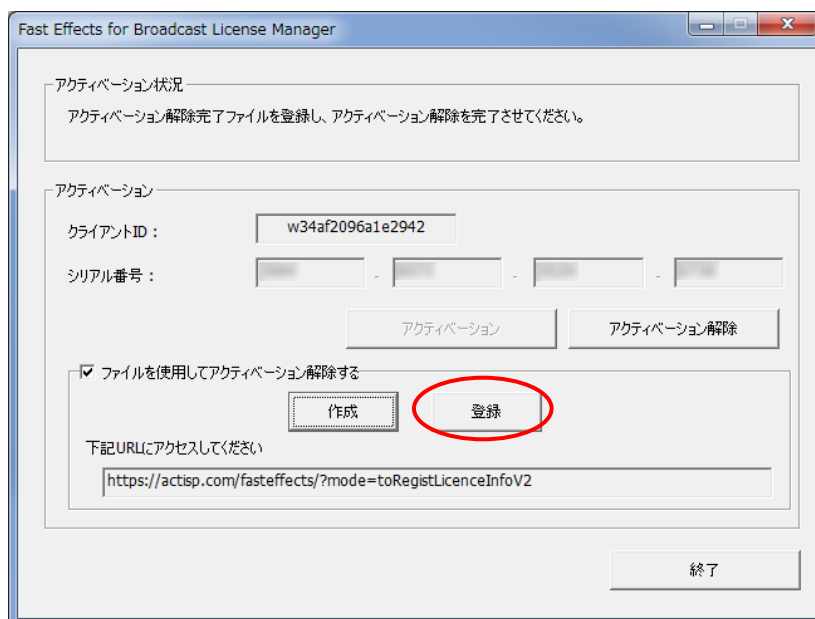 Fast Effects for Broadcast License Manager
アクティベーション状況
アクティベーション解除完了ファイルを登録し、アクティベーション解除を完了させてください。
アクティベーション
クライアントID： w34af2096a1e2942
シリアル番号： - - -
アクティベーション アクティベーション解除
ファイルを使用してアクティベーション解除する
作成 登録
下記URLにアクセスしてください
https://actisp.com/fasteffects/?mode=toRegistLicenceInfoV2
終了